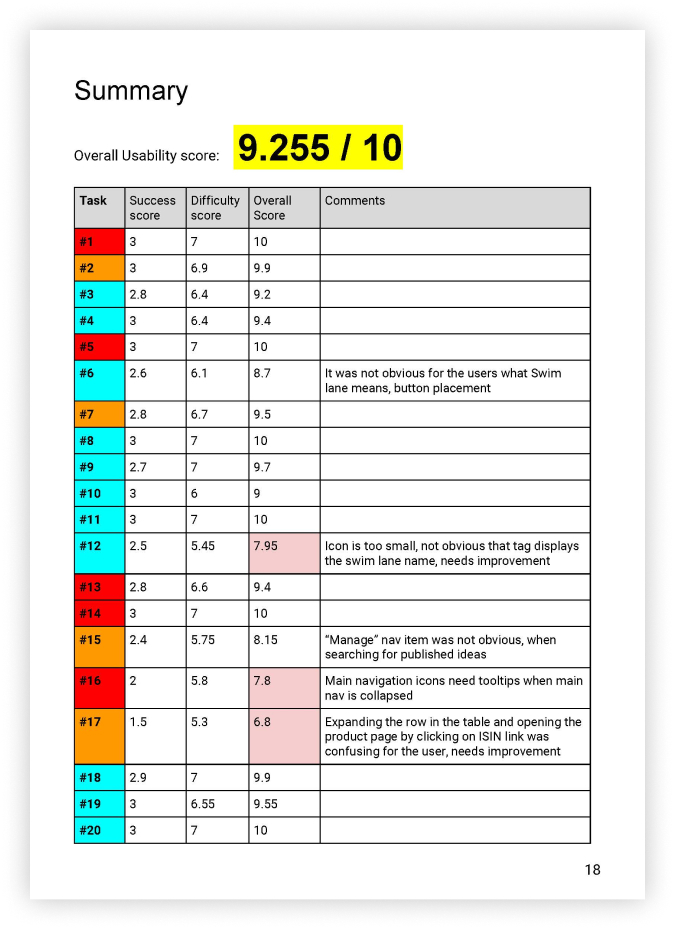 Summary
Overall Usability score: 9.255 / 10
Task Success score Difficulty score Overall Score Comments
#1 3 7 10
#2 3 6.9 9.9
#3 2.8 6.4 9.2
#4 3 6.4 9.4
#5 3 7 10
#6 2.6 6.1 8.7 It was not obvious for the users what Swim
lane means, button placement
#7 2.8 6.7 9.5
#8 3 7 10
#9 2.7 7 9.7
#10 3 6 9
#11 3 7 10
#12 2.5 5.45 7.95 Icon is too small, not obvious that tag displays
the swim lane name, needs improvement
#13 2.8 6.6 9.4
#14 3 7 10
#15 2.4 5.75 8.15 “Manage” nav item was not obvious, when
searching for published ideas
#16 2 5.8 7.8 Main navigation icons need tooltips when main
nav is collapsed
#17 1.5 5.3 6.8 Expanding the row in the table and opening the
product page by clicking on ISIN link was
confusing for the user, needs improvement
#18 2.9 7 9.9
#19 3 6.55 9.55
#20 3 7 10
18